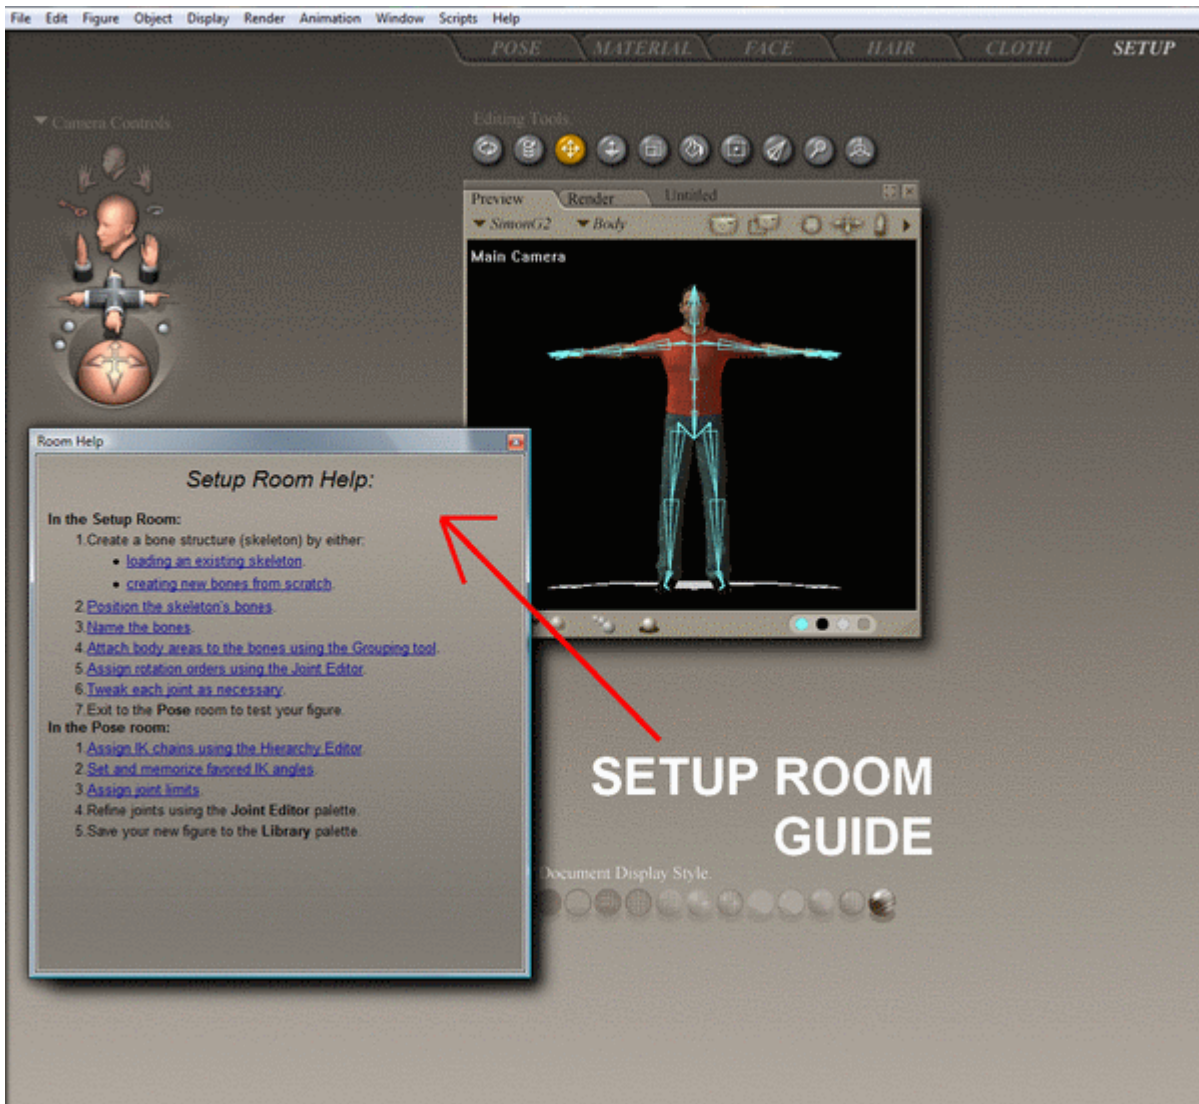 File Edit Figure Object Display Render Animation Window Scripts Help
POSE MATERIAL FACE HAIR CLOTH SETUP
Camera Controls
Editing Tools
Preview Render Untitled
SimonG2 Body
Main Camera
Room Help
Setup Room Help:
In the Setup Room:
1.Create a bone structure (skeleton) by either:
• loading an existing skeleton.
• creating new bones from scratch.
2.Position the skeleton's bones.
3.Name the bones.
4.Attach body areas to the bones using the Grouping tool.
5.Assign rotation orders using the Joint Editor.
6.Tweak each joint as necessary.
7.Exit to the Pose room to test your figure.
In the Pose room:
1.Assign IK chains using the Hierarchy Editor.
2.Set and memorize favored IK angles.
3.Assign joint limits.
4.Refine joints using the Joint Editor palette.
5.Save your new figure to the Library palette.
SETUP ROOM
GUIDE
Document Display Style.